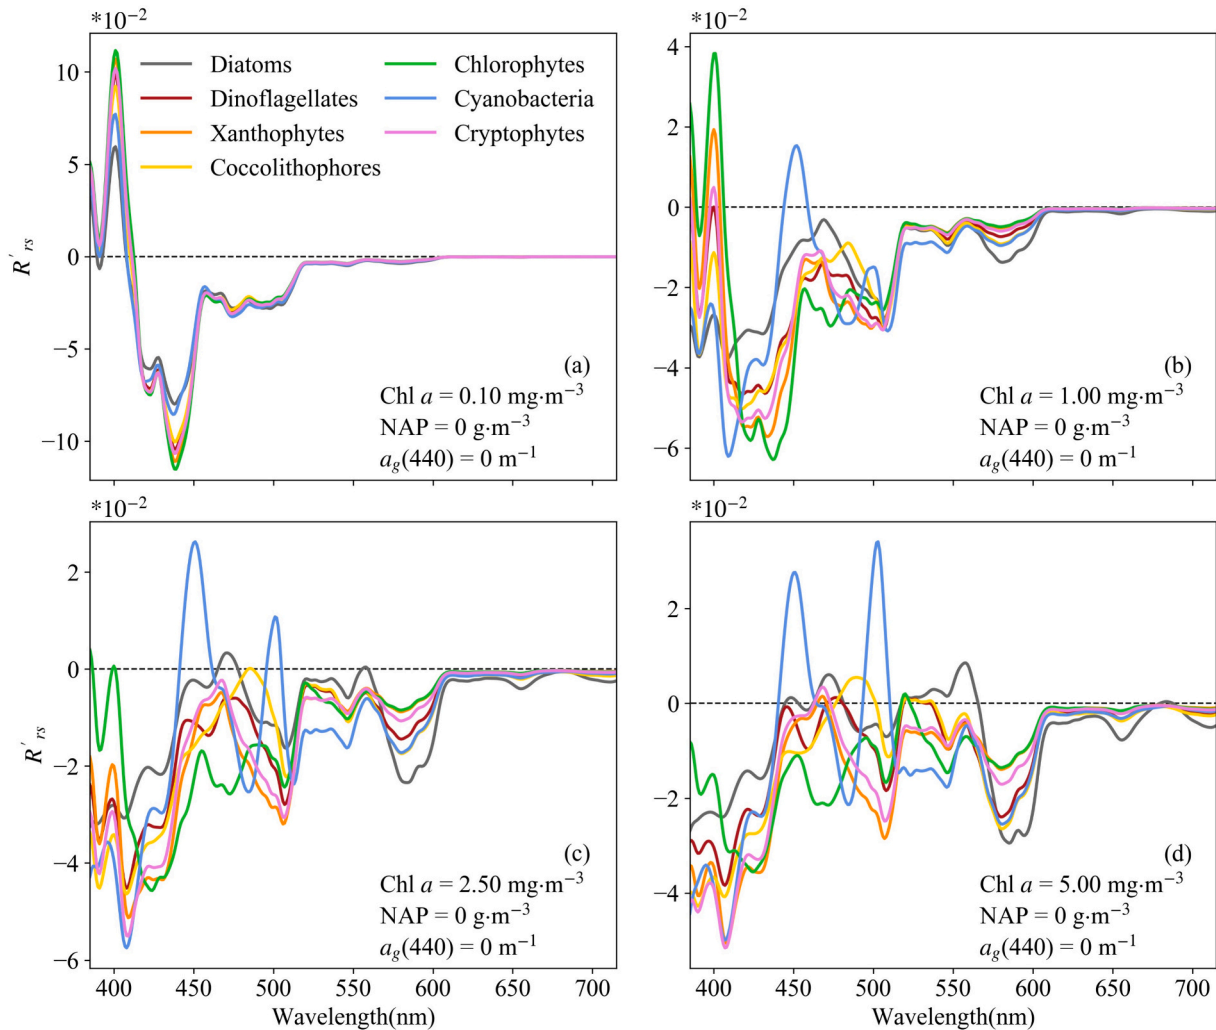 *10⁻²
10
5
0
−5
−10
R′rs
Diatoms
Dinoflagellates
Xanthophytes
Coccolithophores
Chlorophytes
Cyanobacteria
Cryptophytes
(a)
Chl a = 0.10 mg·m⁻³
NAP = 0 g·m⁻³
a_g(440) = 0 m⁻¹
*10⁻²
4
2
0
−2
−4
−6
(b)
Chl a = 1.00 mg·m⁻³
NAP = 0 g·m⁻³
a_g(440) = 0 m⁻¹
*10⁻²
2
0
−2
−4
−6
R′rs
(c)
Chl a = 2.50 mg·m⁻³
NAP = 0 g·m⁻³
a_g(440) = 0 m⁻¹
400 450 500 550 600 650 700
Wavelength(nm)
*10⁻²
2
0
−2
−4
(d)
Chl a = 5.00 mg·m⁻³
NAP = 0 g·m⁻³
a_g(440) = 0 m⁻¹
400 450 500 550 600 650 700
Wavelength(nm)